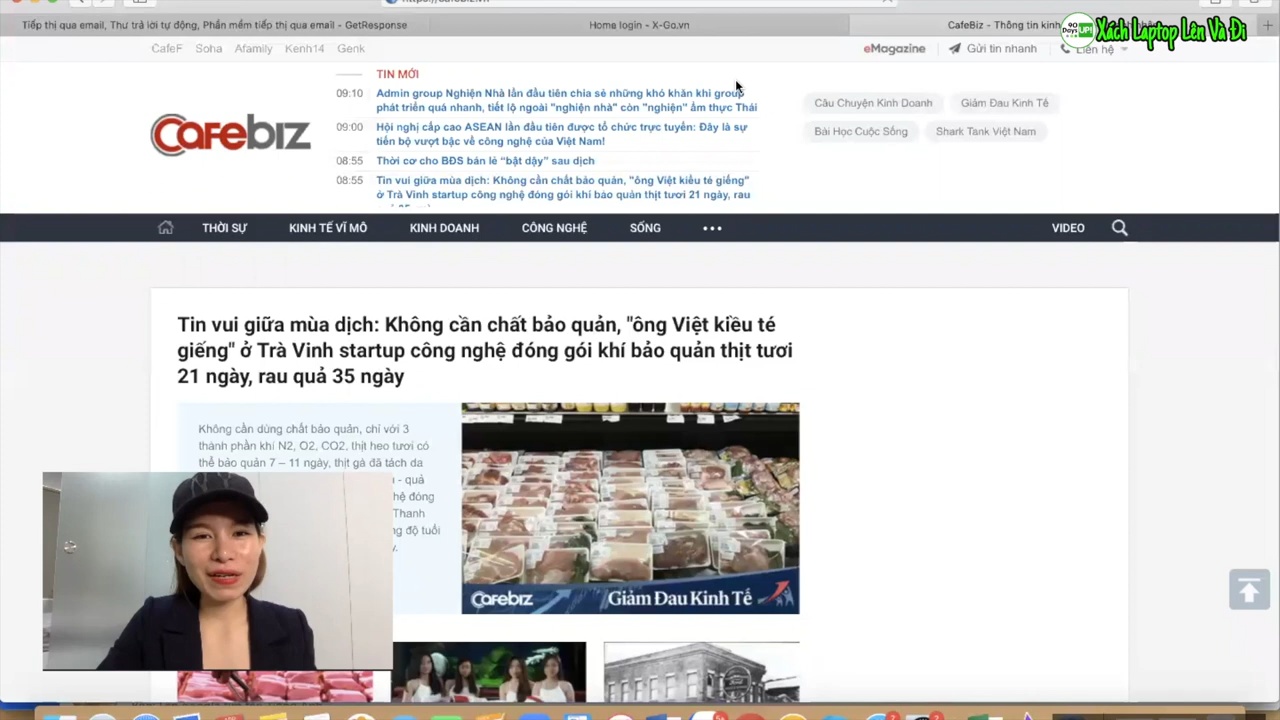 Tiếp thị qua email, Thư trả lời tự động, Phần mềm tiếp thị qua email - GetResponse
Home login - X-Go.vn
CafeBiz - Thông tin kinh
90 Days UP!
Xách Laptop Lên Và Đi
CafeF
Soha
Afamily
Kenh14
Genk
eMagazine
Gửi tin nhanh
Liên hệ
TIN MỚI
09:10
Admin group Nghiện Nhà lần đầu tiên chia sẻ những khó khăn khi group
phát triển quá nhanh, tiết lộ ngoài "nghiện nhà" còn "nghiện" ẩm thực Thái
09:00
Hội nghị cấp cao ASEAN lần đầu tiên được tổ chức trực tuyến: Đây là sự
tiến bộ vượt bậc về công nghệ của Việt Nam!
08:55
Thời cơ cho BĐS bán lẻ “bật dậy” sau dịch
08:55
Tin vui giữa mùa dịch: Không cần chất bảo quản, "ông Việt kiều té giếng"
ở Trà Vinh startup công nghệ đóng gói khí bảo quản thịt tươi 21 ngày, rau
Cafebiz
Câu Chuyện Kinh Doanh
Giảm Đau Kinh Tế
Bài Học Cuộc Sống
Shark Tank Việt Nam
THỜI SỰ
KINH TẾ VĨ MÔ
KINH DOANH
CÔNG NGHỆ
SỐNG
VIDEO
Tin vui giữa mùa dịch: Không cần chất bảo quản, "ông Việt kiều té
giếng" ở Trà Vinh startup công nghệ đóng gói khí bảo quản thịt tươi
21 ngày, rau quả 35 ngày
Không cần dùng chất bảo quản, chỉ với 3
thành phần khí N2, O2, CO2, thịt heo tươi có
thể bảo quản 7 – 11 ngày, thịt gà đã tách da
- quả
hệ đóng
Thanh
độ tuổi
Cafebiz
Giảm Đau Kinh Tế